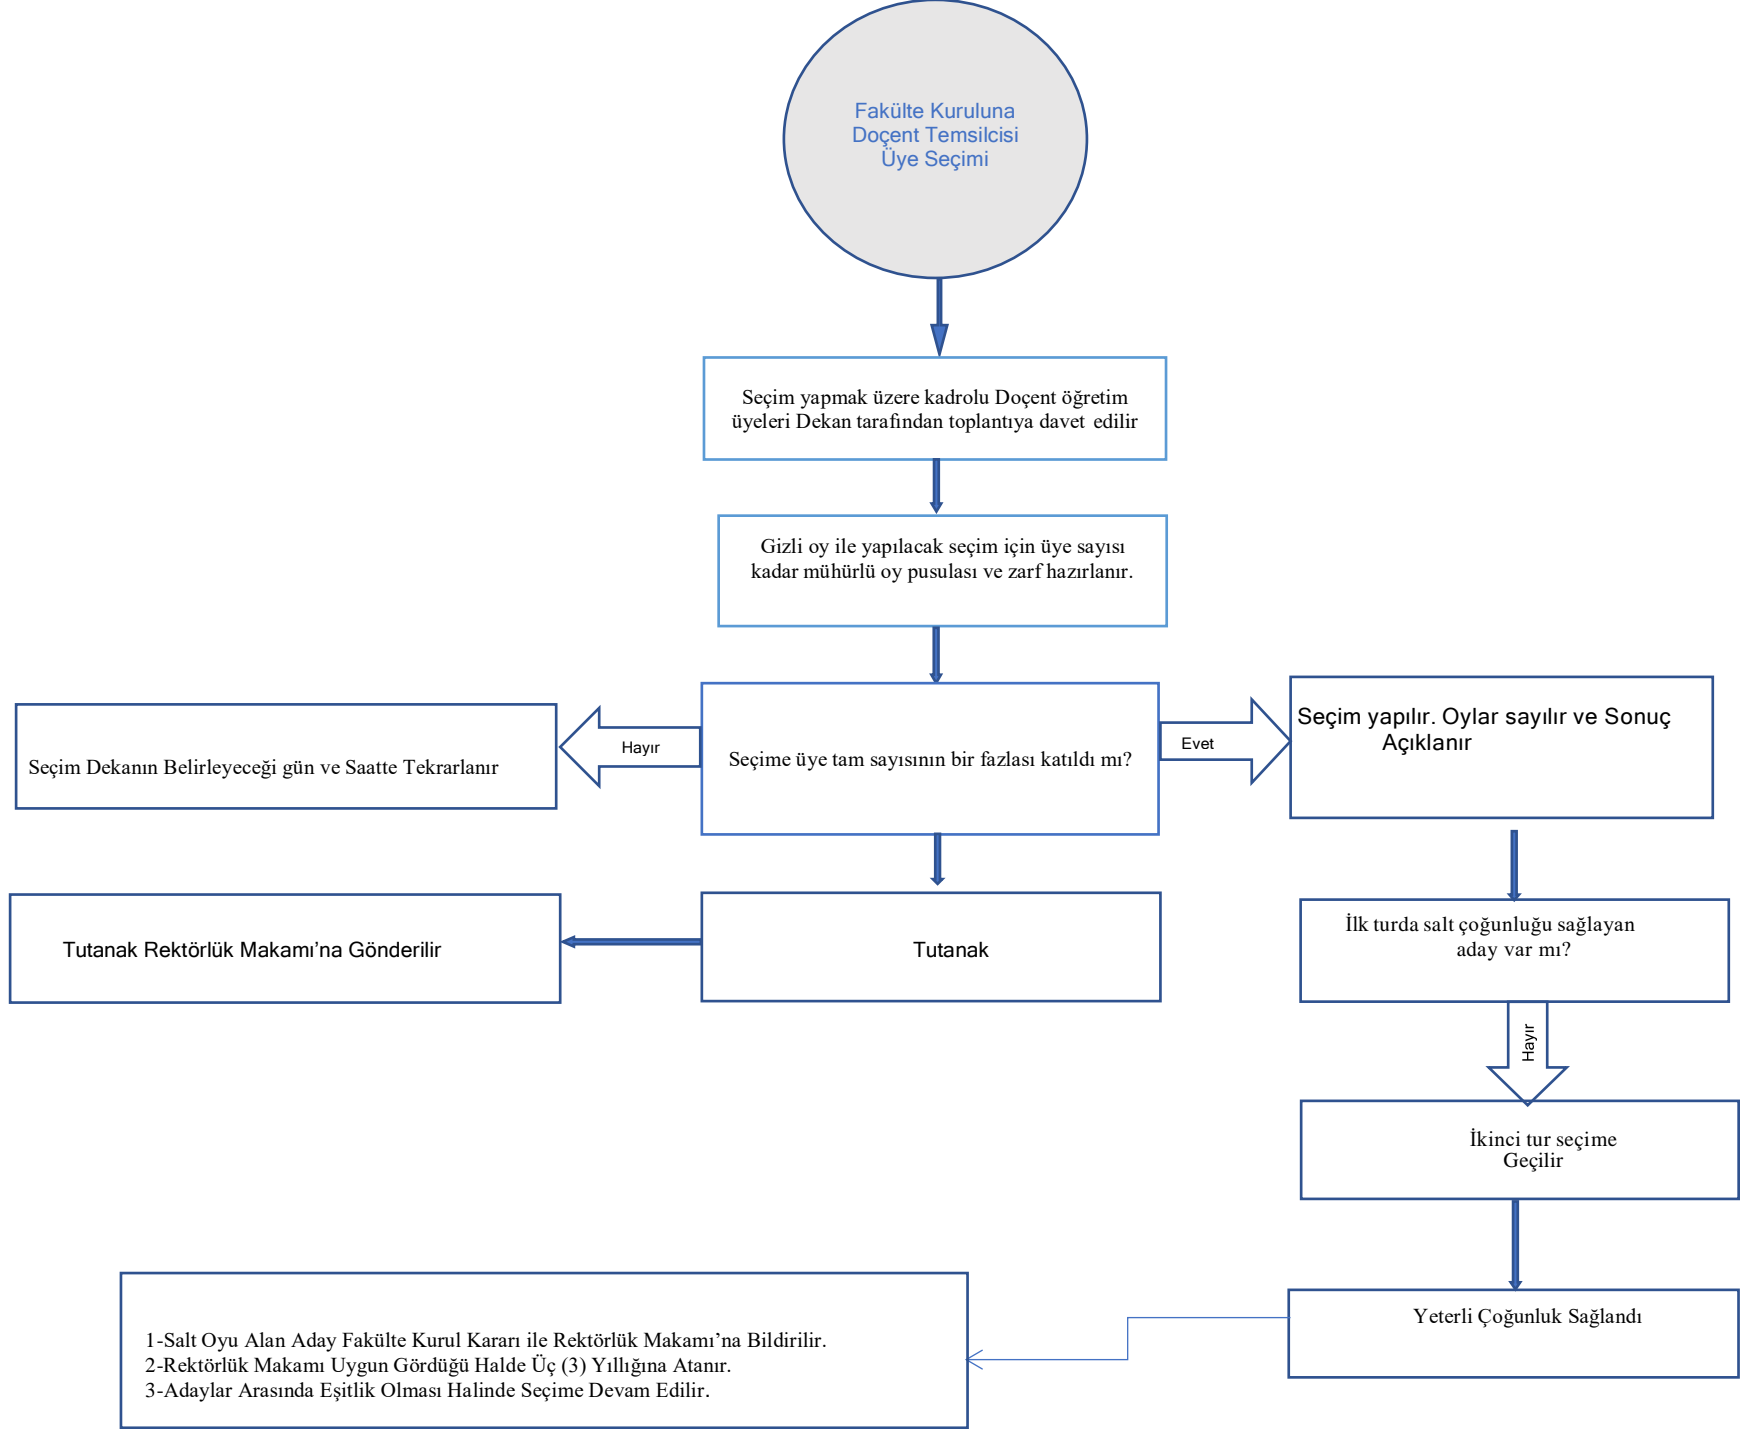 Fakülte Kuruluna
Doçent Temsilcisi
Üye Seçimi
Seçim yapmak üzere kadrolu Doçent öğretim
üyeleri Dekan tarafından toplantıya davet edilir
Gizli oy ile yapılacak seçim için üye sayısı
kadar mühürlü oy pusulası ve zarf hazırlanır.
Seçim Dekanın Belirleyeceği gün ve Saatte Tekrarlanır
Hayır
Seçime üye tam sayısının bir fazlası katıldı mı?
Evet
Seçim yapılır. Oylar sayılır ve Sonuç
Açıklanır
Tutanak Rektörlük Makamı’na Gönderilir
Tutanak
İlk turda salt çoğunluğu sağlayan
aday var mı?
Hayır
İkinci tur seçime
Geçilir
Yeterli Çoğunluk Sağlandı
1-Salt Oyu Alan Aday Fakülte Kurul Kararı ile Rektörlük Makamı’na Bildirilir.
2-Rektörlük Makamı Uygun Gördüğü Halde Üç (3) Yıllığına Atanır.
3-Adaylar Arasında Eşitlik Olması Halinde Seçime Devam Edilir.